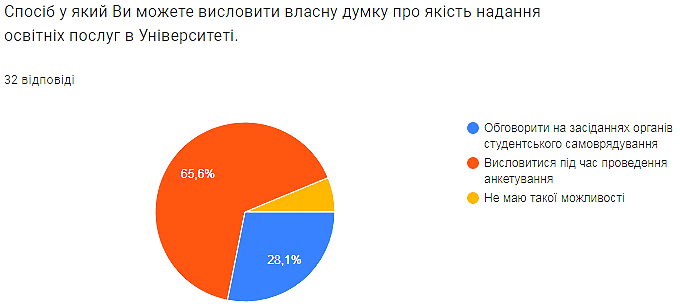 Спосіб у який Ви можете висловити власну думку про якість надання
освітніх послуг в Університеті.
32 відповіді
65,6%
28,1%
Обговорити на засіданнях органів
студентського самоврядування
Висловитися під час проведення
анкетування
Не маю такої можливості